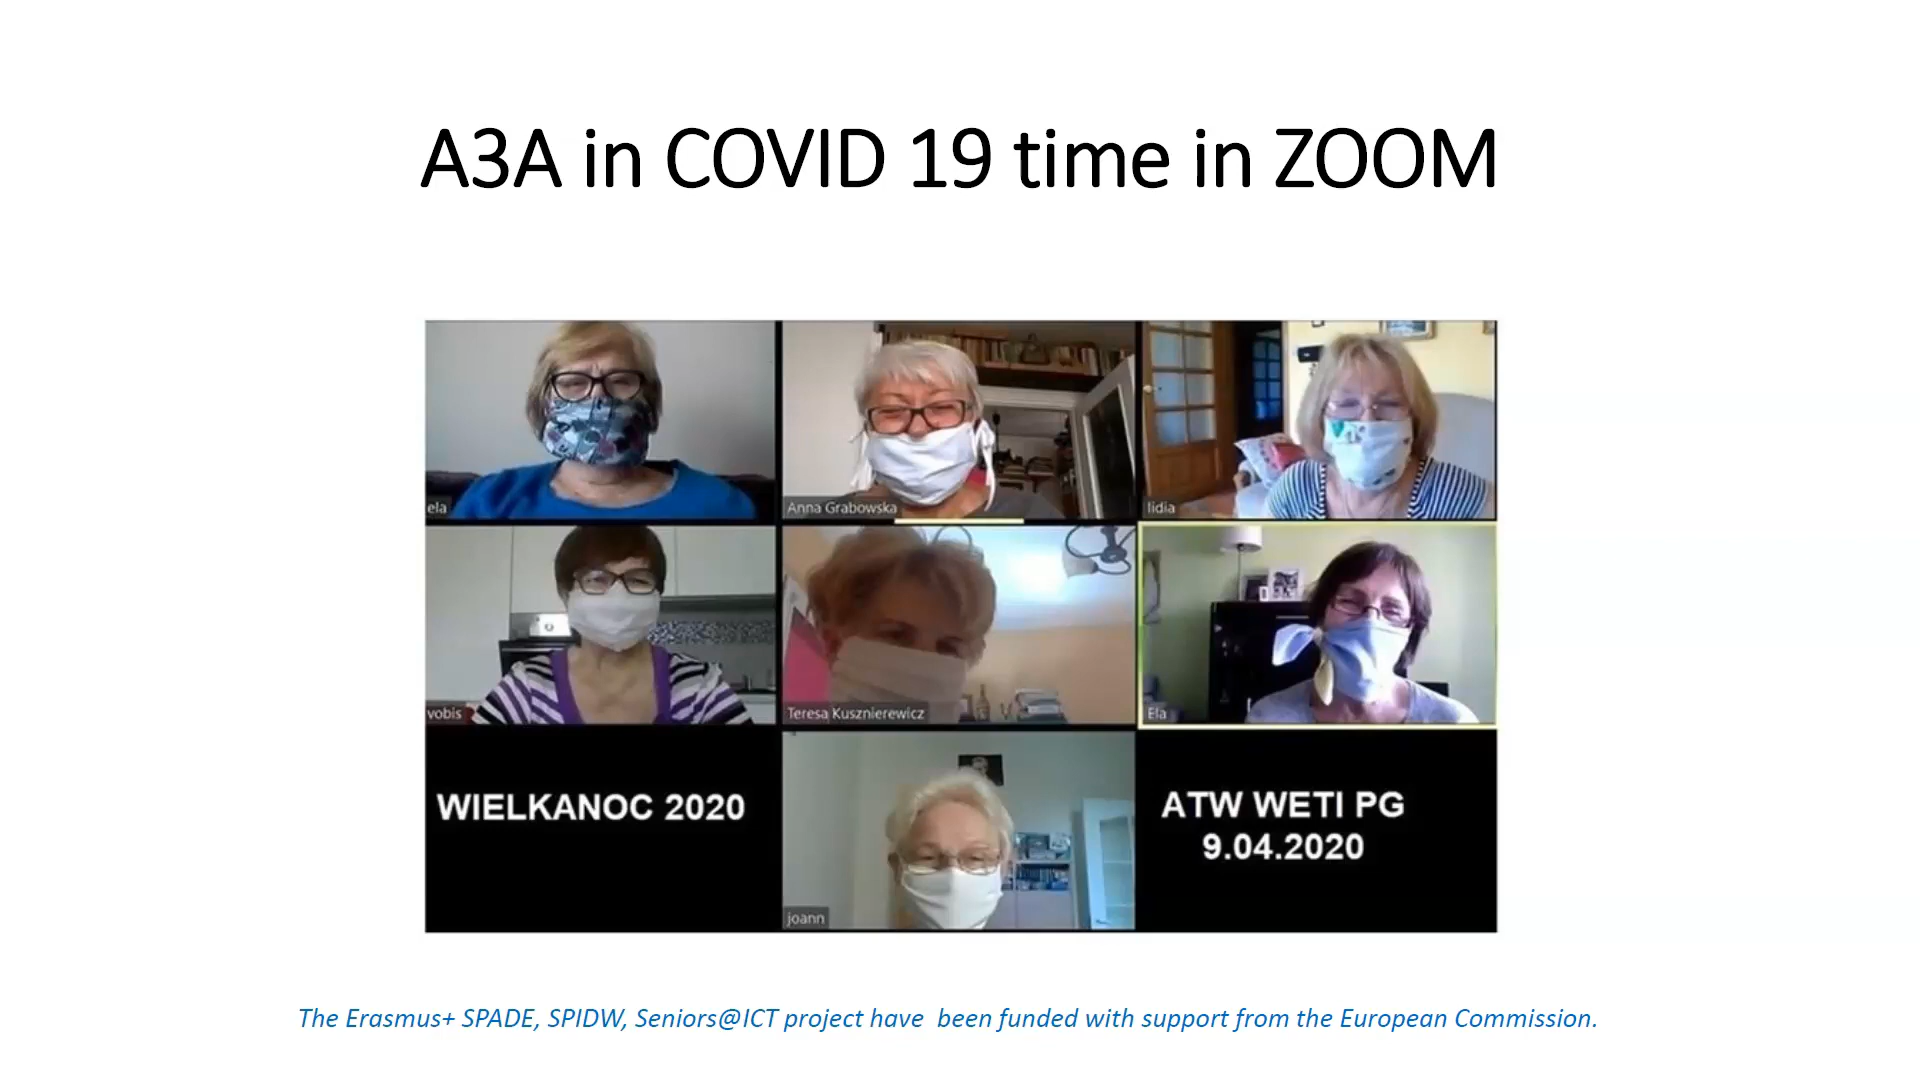 A3A in COVID 19 time in ZOOM
ela
Anna Grabowska
lidia
vobis
Teresa Kusznierewicz
Ela
WIELKANOC 2020
joann
ATW WETI PG
9.04.2020
The Erasmus+ SPADE, SPIDW, Seniors@ICT project have  been funded with support from the European Commission.